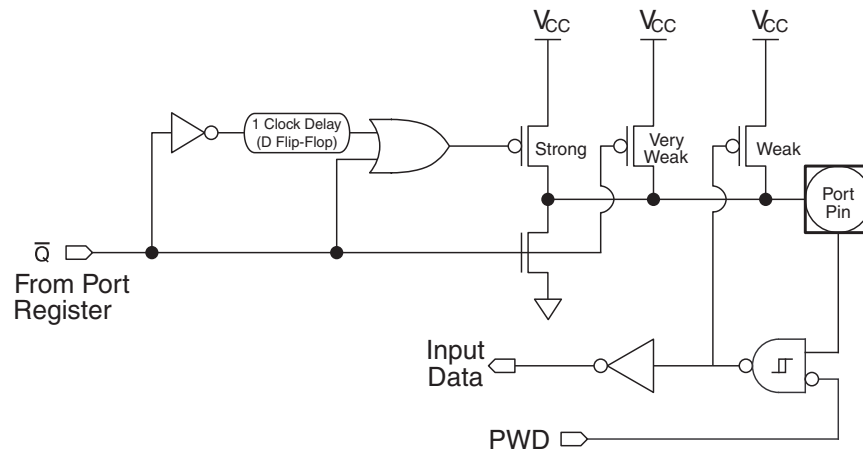 VCC
VCC
VCC
1 Clock Delay
(D Flip-Flop)
Strong
Very
Weak
Weak
Port
Pin
Q̅
From Port
Register
Input
Data
PWD